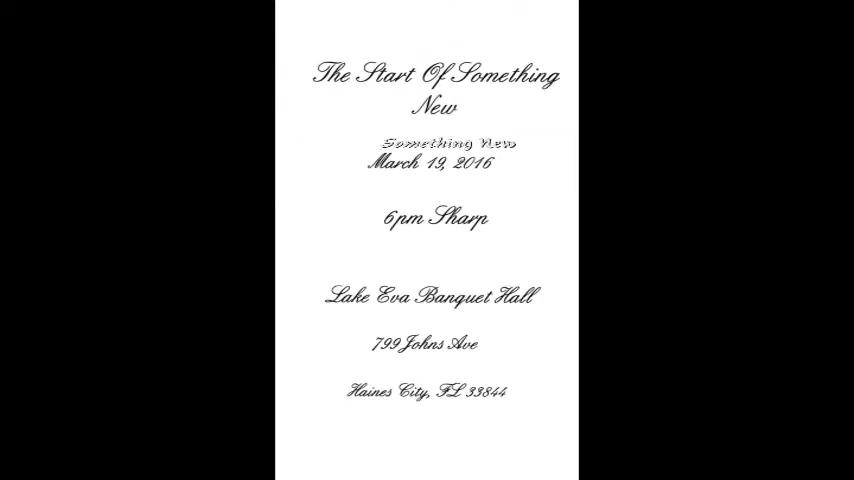 The Start Of Something
New
Something New
March 19, 2016
6pm Sharp
Lake Eva Banquet Hall
799 Johns Ave
Haines City, FL 33844